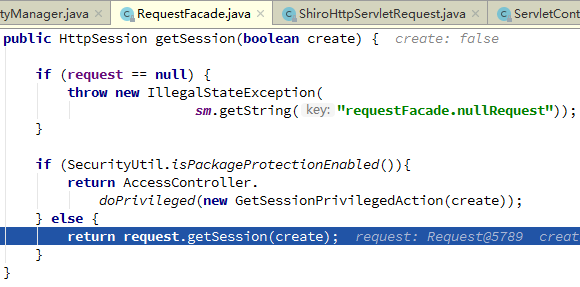 tyManager.java × RequestFacade.java × ShiroHttpServletRequest.java × ServletCont
public HttpSession getSession(boolean create) { create: false
if (request == null) {
throw new IllegalStateException(
sm.getString( key: "requestFacade.nullRequest"));
}
if (SecurityUtil.isPackageProtectionEnabled()){
return AccessController.
doPrivileged(new GetSessionPrivilegedAction(create));
} else {
return request.getSession(create); request: Request@5789 creat
}
}